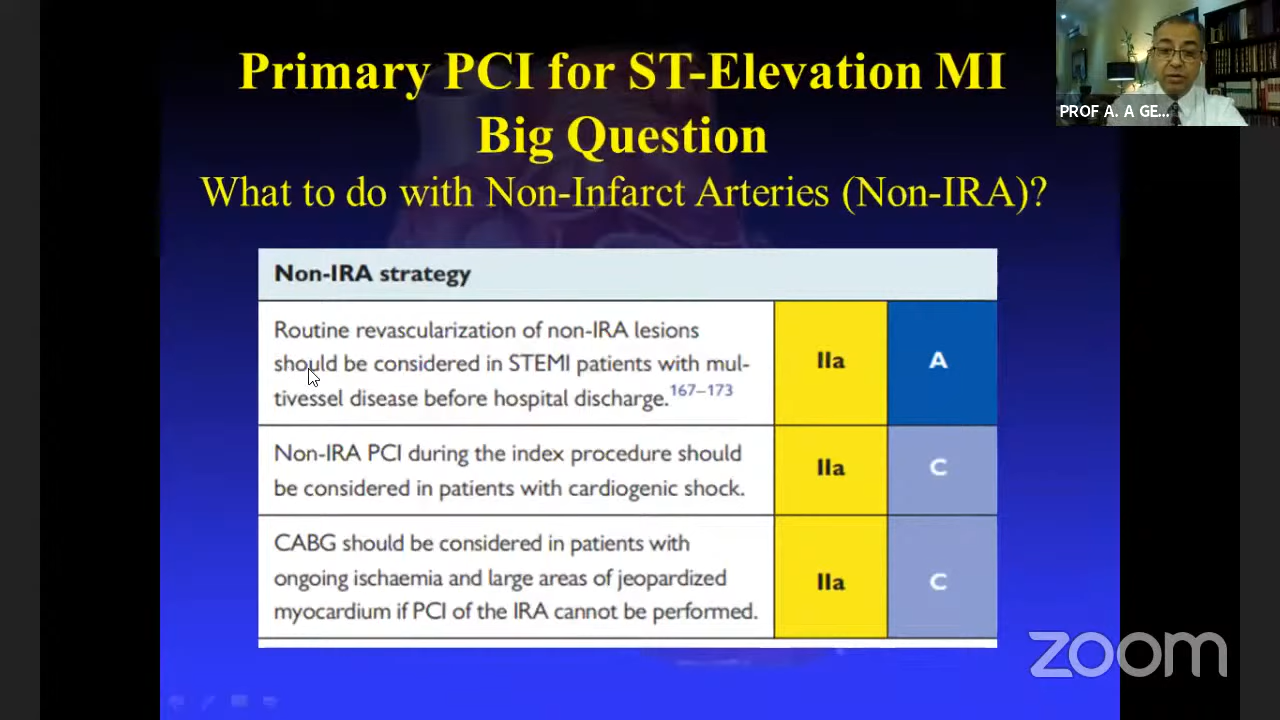 Primary PCI for ST-Elevation MI
Big Question
What to do with Non-Infarct Arteries (Non-IRA)?
PROF A. A GE...
Non-IRA strategy
Routine revascularization of non-IRA lesions
should be considered in STEMI patients with mul-
tivessel disease before hospital discharge.167–173
IIa
A
Non-IRA PCI during the index procedure should
be considered in patients with cardiogenic shock.
IIa
C
CABG should be considered in patients with
ongoing ischaemia and large areas of jeopardized
myocardium if PCI of the IRA cannot be performed.
IIa
C
zoom